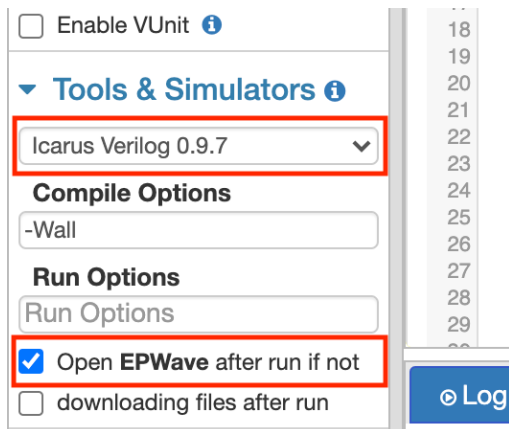 Enable VUnit
Tools & Simulators
Icarus Verilog 0.9.7
Compile Options
-Wall
Run Options
Run Options
Open EPWave after run if not
downloading files after run
18
19
20
21
22
23
24
25
26
27
28
29
Log